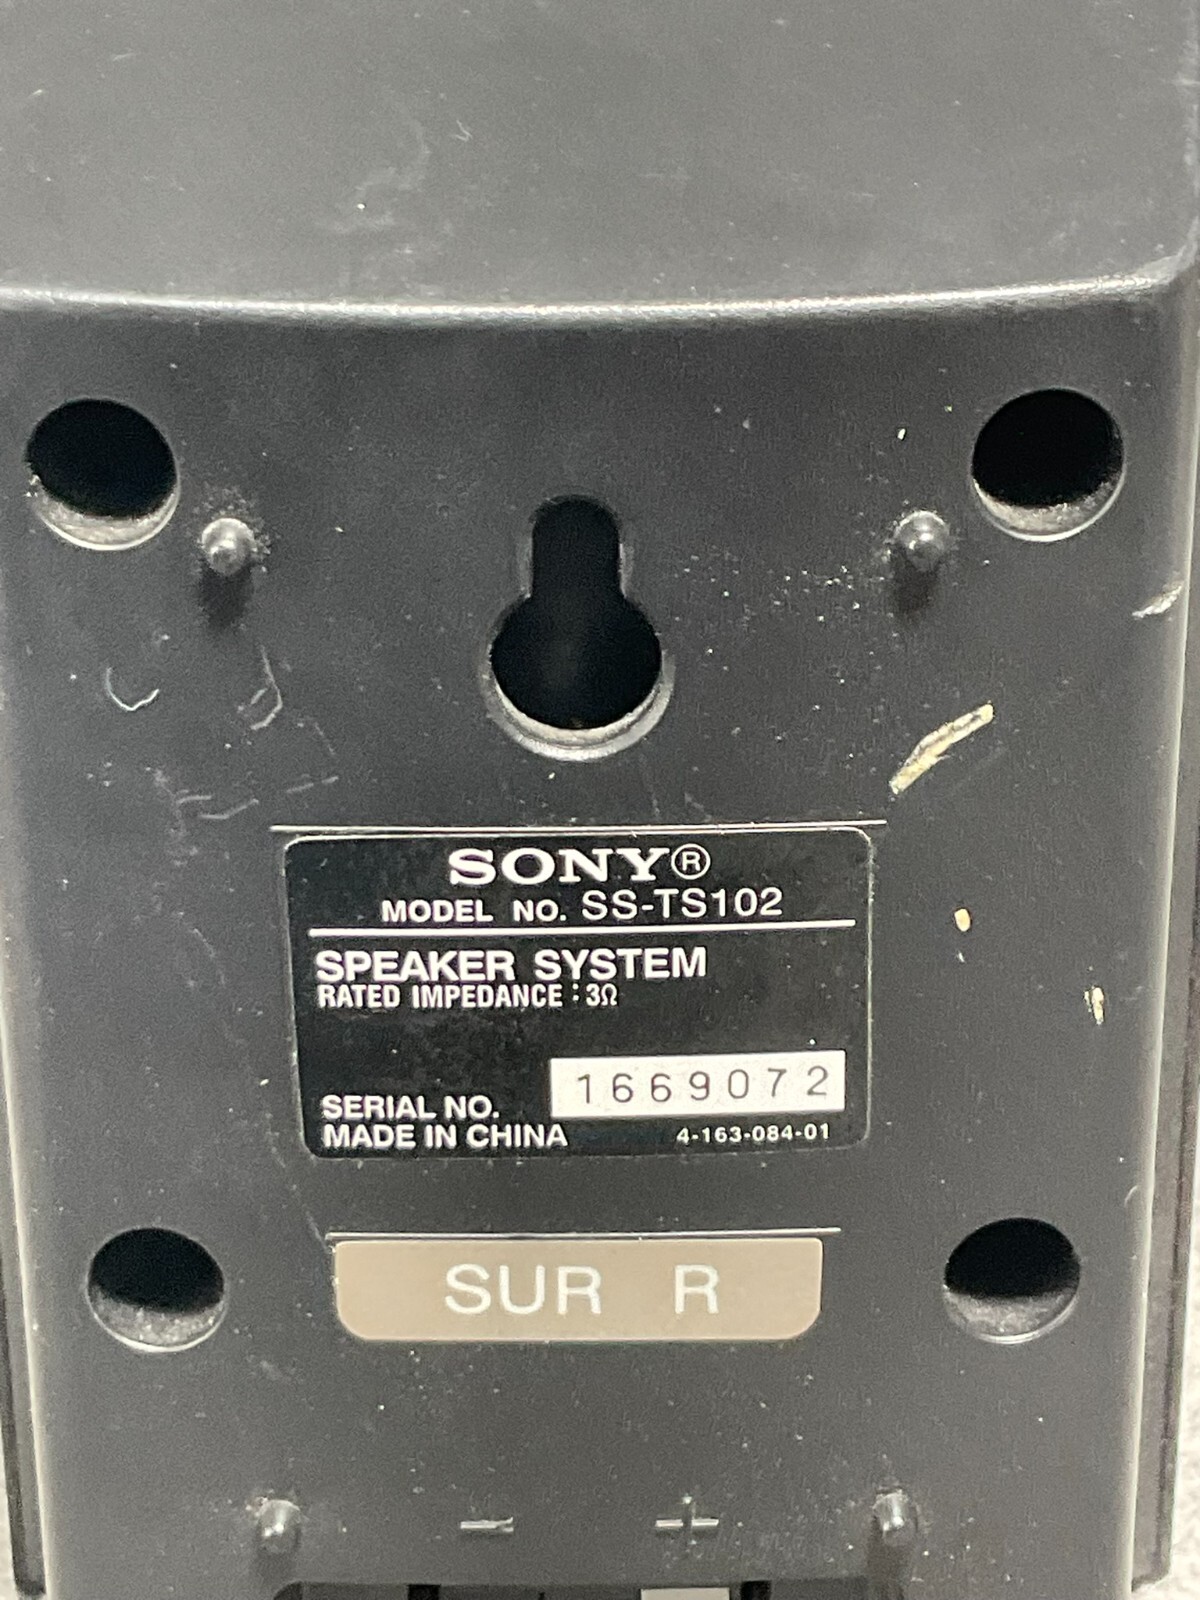 SONY®
MODEL NO. SS-TS102
SPEAKER SYSTEM
RATED IMPEDANCE : 3Ω
1669072
SERIAL NO.
MADE IN CHINA 4-163-084-01
SUR R
- +